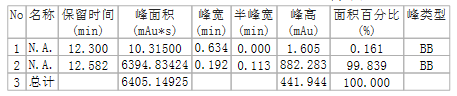 No 名称 保留时间 峰面积 峰宽 半峰宽 峰高 面积百分比 峰类型
(min) (mAu*s) (min) (min) (mAu) (%)
1 N.A. 12.300 10.31500 0.634 0.000 1.605 0.161 BB
2 N.A. 12.582 6394.83424 0.192 0.113 882.283 99.839 BB
3 总计 6405.14925 441.944 100.000